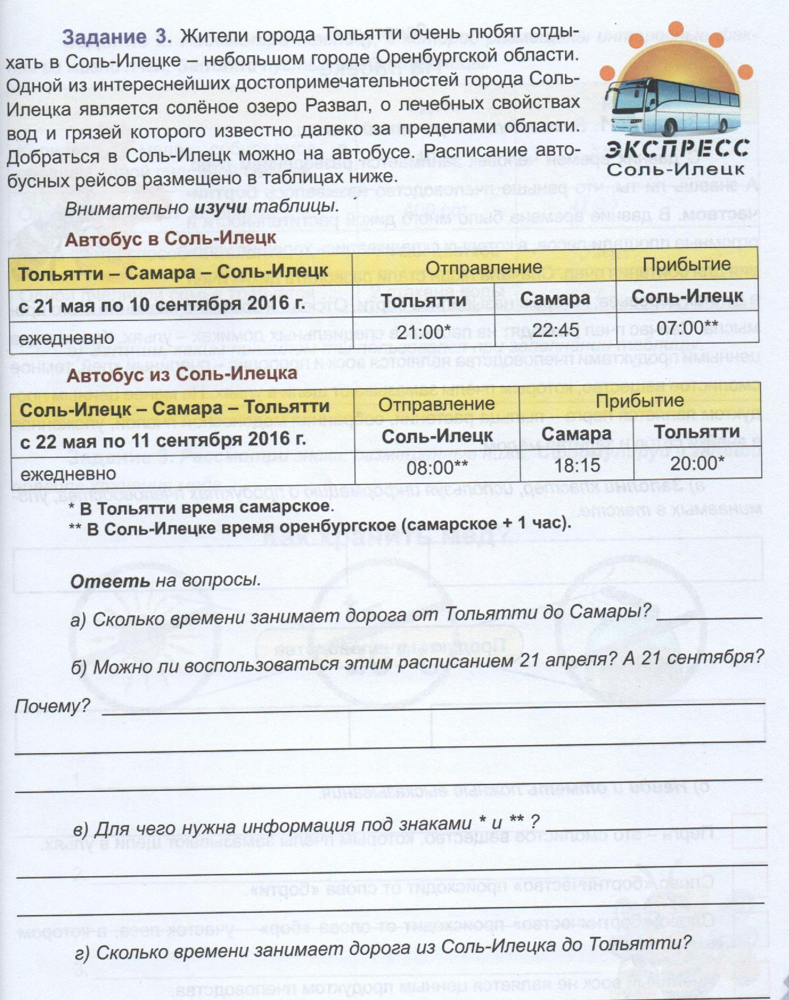 Задание 3. Жители города Тольятти очень любят отды-
хать в Соль-Илецке – небольшом городе Оренбургской области.
Одной из интереснейших достопримечательностей города Соль-
Илецка является солёное озеро Развал, о лечебных свойствах
вод и грязей которого известно далеко за пределами области.
Добраться в Соль-Илецк можно на автобусе. Расписание авто-
бусных рейсов размещено в таблицах ниже.
ЭКСПРЕСС
Соль-Илецк
Внимательно изучи таблицы.
Автобус в Соль-Илецк
Тольятти – Самара – Соль-Илецк Отправление Прибытие
с 21 мая по 10 сентября 2016 г. Тольятти Самара Соль-Илецк
ежедневно 21:00* 22:45 07:00**
Автобус из Соль-Илецка
Соль-Илецк – Самара – Тольятти Отправление Прибытие
с 22 мая по 11 сентября 2016 г. Соль-Илецк Самара Тольятти
ежедневно 08:00** 18:15 20:00*
* В Тольятти время самарское.
** В Соль-Илецке время оренбургское (самарское + 1 час).
Ответь на вопросы.
а) Сколько времени занимает дорога от Тольятти до Самары?
б) Можно ли воспользоваться этим расписанием 21 апреля? А 21 сентября?
Почему?
в) Для чего нужна информация под знаками * и ** ?
г) Сколько времени занимает дорога из Соль-Илецка до Тольятти?